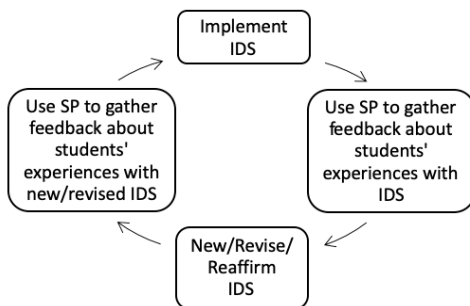 Implement
IDS
Use SP to gather
feedback about
students'
experiences with
IDS
New/Revise/
Reaffirm
IDS
Use SP to gather
feedback about
students'
experiences with
new/revised IDS